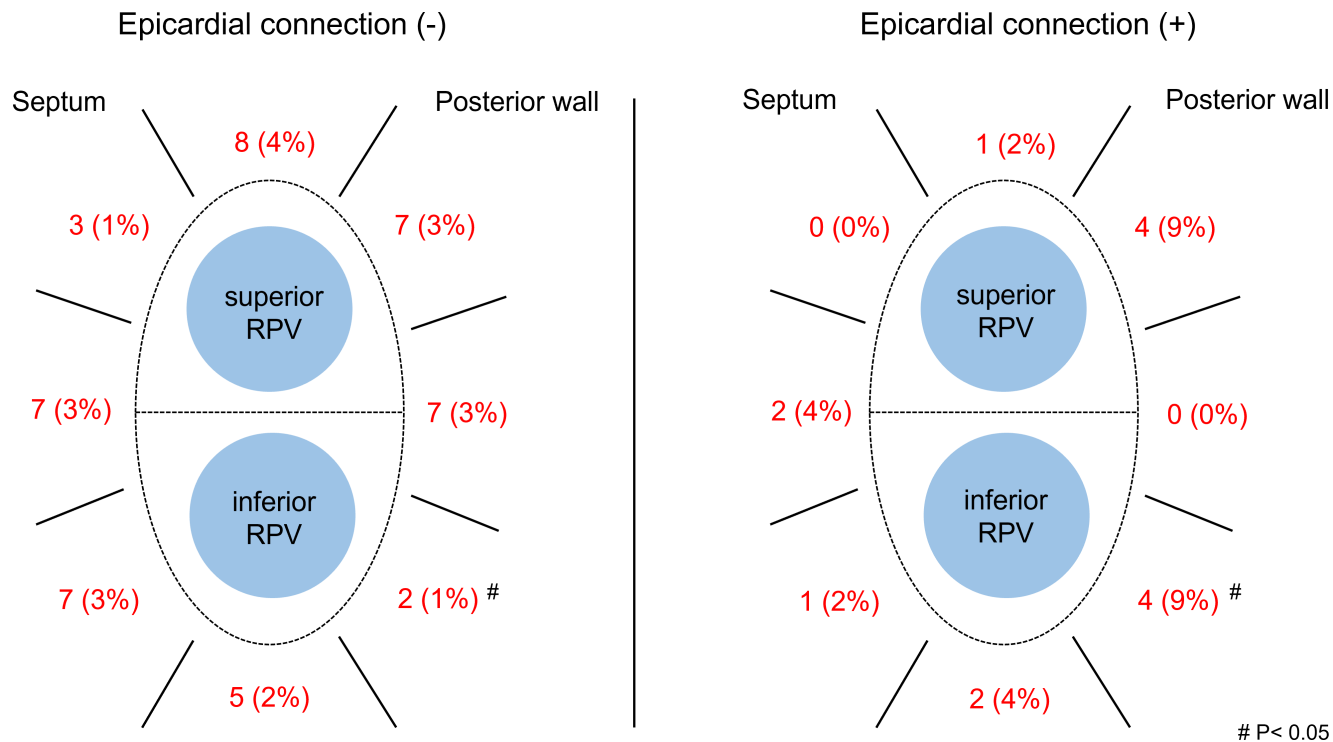 Epicardial connection (-)
Septum
Posterior wall
8 (4%)
3 (1%)
7 (3%)
superior
RPV
7 (3%)
7 (3%)
inferior
RPV
7 (3%)
2 (1%) #
5 (2%)
Epicardial connection (+)
Septum
Posterior wall
1 (2%)
0 (0%)
4 (9%)
superior
RPV
2 (4%)
0 (0%)
inferior
RPV
1 (2%)
4 (9%) #
2 (4%)
# P< 0.05